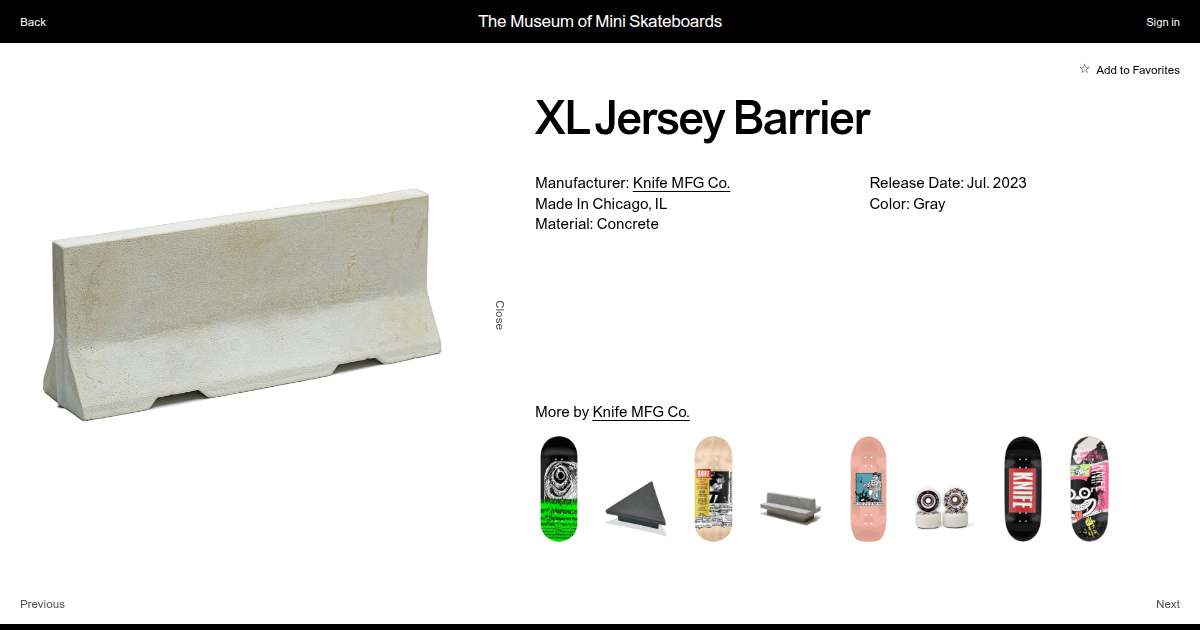 Back
The Museum of Mini Skateboards
Sign in
☆ Add to Favorites
XL Jersey Barrier
Manufacturer: Knife MFG Co.
Made In Chicago, IL
Material: Concrete
Release Date: Jul. 2023
Color: Gray
Close
More by Knife MFG Co.
KNIFE
Previous
Next